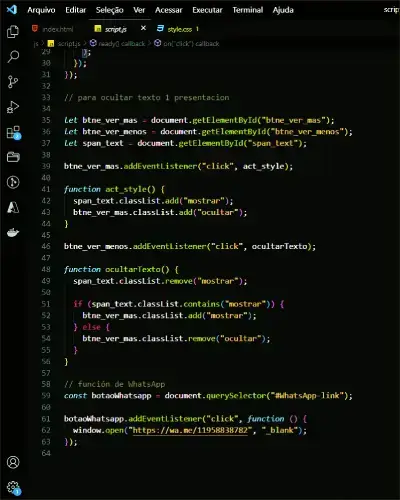 Arquivo Editar Seleção Ver Acessar Executar Terminal Ajuda scrip
index.html script.js style.css 1
js > script.js > ready() callback > on("click") callback
29 );
30 });
31 });
32
33 // para ocultar texto 1 presentacion
34
35 let btne_ver_mas = document.getElementById("btne_ver_mas");
36 let btne_ver_menos = document.getElementById("btne_ver_menos");
37 let span_text = document.getElementById("span_text");
38
39 btne_ver_mas.addEventListener("click", act_style);
40
41 function act_style() {
42 span_text.classList.add("mostrar");
43 btne_ver_mas.classList.add("ocultar");
44 }
45
46 btne_ver_menos.addEventListener("click", ocultarTexto);
47
48 function ocultarTexto() {
49 span_text.classList.remove("mostrar");
50
51 if (span_text.classList.contains("mostrar")) {
52 btne_ver_mas.classList.add("mostrar");
53 } else {
54 btne_ver_mas.classList.remove("ocultar");
55 }
56 }
57
58 // función de WhatsApp
59 const botaoWhatsapp = document.querySelector("#WhatsApp-link");
60
61 botaoWhatsapp.addEventListener("click", function () {
62 window.open("https://wa.me/11958838782", "_blank");
63 });
64